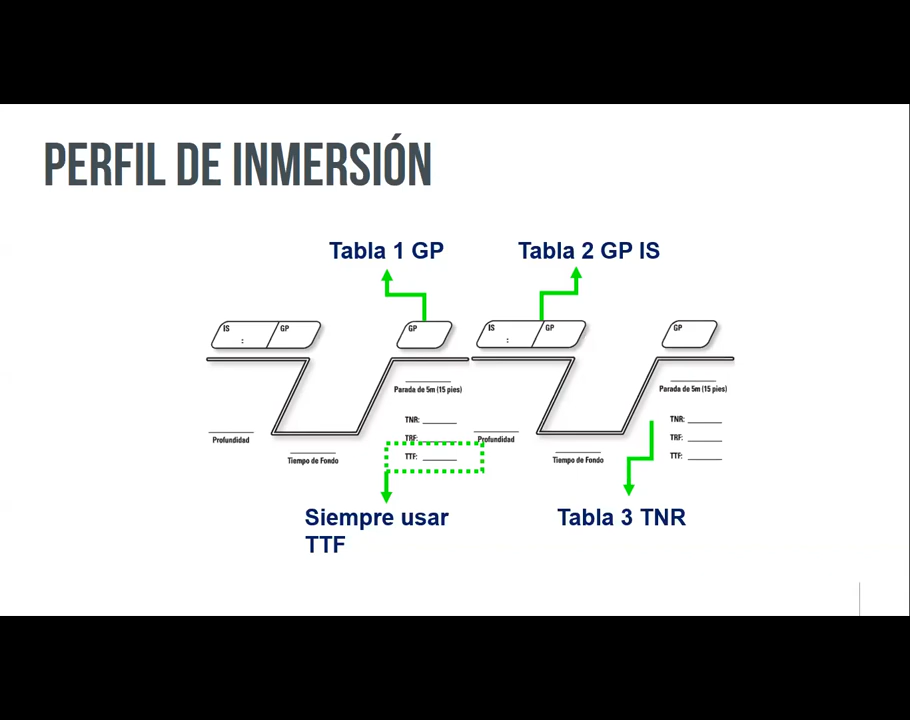 PERFIL DE INMERSIÓN
Tabla 1 GP
Tabla 2 GP IS
IS
:
GP
GP
IS
:
GP
GP
Parada de 5m (15 pies)
Parada de 5m (15 pies)
TNR:
TNR:
Profundidad
TRF:
Profundidad
TRF:
Tiempo de Fondo
TTF:
Tiempo de Fondo
TTF:
Siempre usar
TTF
Tabla 3 TNR